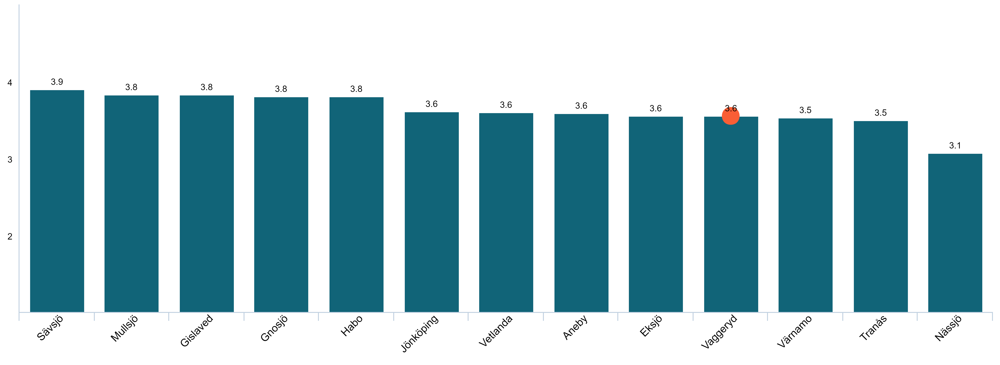 4
3
2
3.9
3.8
3.8
3.8
3.8
3.6
3.6
3.6
3.6
3.6
3.5
3.5
3.1
Sävsjö
Mullsjö
Gislaved
Gnosjö
Habo
Jönköping
Vetlanda
Aneby
Eksjö
Vaggeryd
Värnamo
Tranås
Nässjö